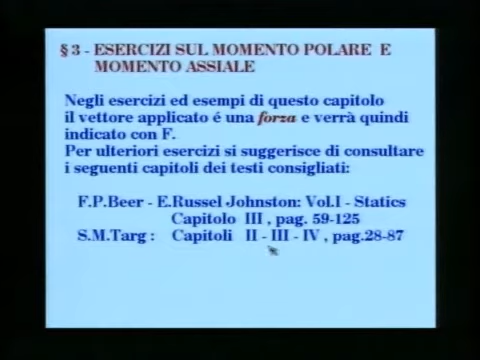 § 3 - ESERCIZI SUL MOMENTO POLARE E
MOMENTO ASSIALE
Negli esercizi ed esempi di questo capitolo
il vettore applicato é una forza e verrà quindi
indicato con F.
Per ulteriori esercizi si suggerisce di consultare
i seguenti capitoli dei testi consigliati:
F.P.Beer - E.Russel Johnston: Vol.I - Statics
Capitolo III , pag. 59-125
S.M.Targ : Capitoli II - III - IV , pag.28-87